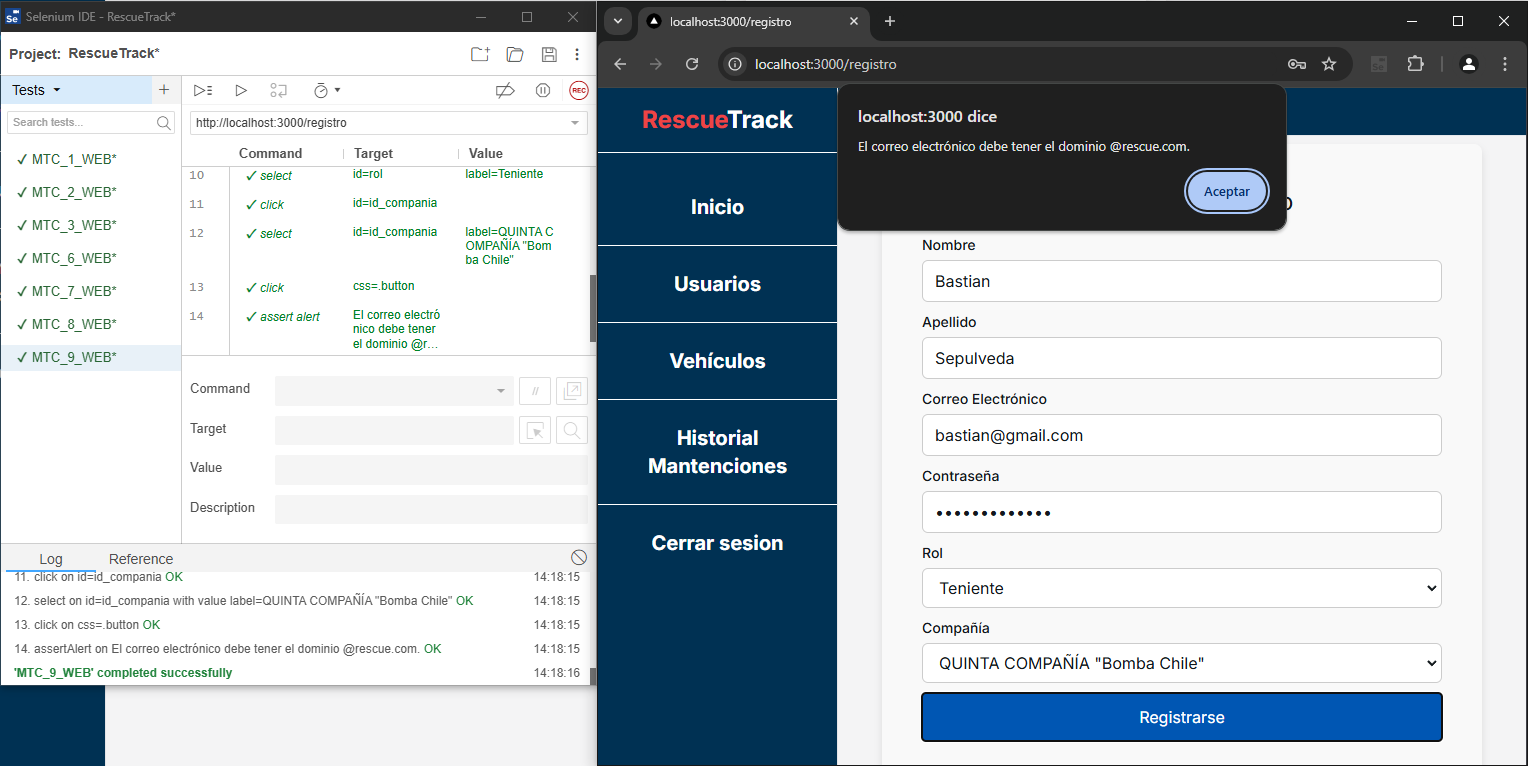 Selenium IDE - RescueTrack*
Project: RescueTrack*
Tests
REC
Search tests...
http://localhost:3000/registro
MTC_1_WEB*
MTC_2_WEB*
MTC_3_WEB*
MTC_6_WEB*
MTC_7_WEB*
MTC_8_WEB*
MTC_9_WEB*
Command Target Value
10 select id=rol label=Teniente
11 click id=id_compania
12 select id=id_compania label=QUINTA C
OMPAÑÍA "Bom
ba Chile"
13 click css=.button
14 assert alert El correo electró
nico debe tener
el dominio @r...
Command
//
Target
Value
Description
Log Reference
11. click on id=id_compania OK 14:18:15
12. select on id=id_compania with value label=QUINTA COMPAÑÍA "Bomba Chile" OK 14:18:15
13. click on css=.button OK 14:18:15
14. assertAlert on El correo electrónico debe tener el dominio @rescue.com. OK 14:18:15
'MTC_9_WEB' completed successfully 14:18:16
localhost:3000/registro
localhost:3000/registro
RescueTrack
Inicio
Usuarios
Vehículos
Historial
Mantenciones
Cerrar sesion
localhost:3000 dice
El correo electrónico debe tener el dominio @rescue.com.
Aceptar
Nombre
Bastian
Apellido
Sepulveda
Correo Electrónico
bastian@gmail.com
Contraseña
•••••••••••••
Rol
Teniente
Compañía
QUINTA COMPAÑÍA "Bomba Chile"
Registrarse